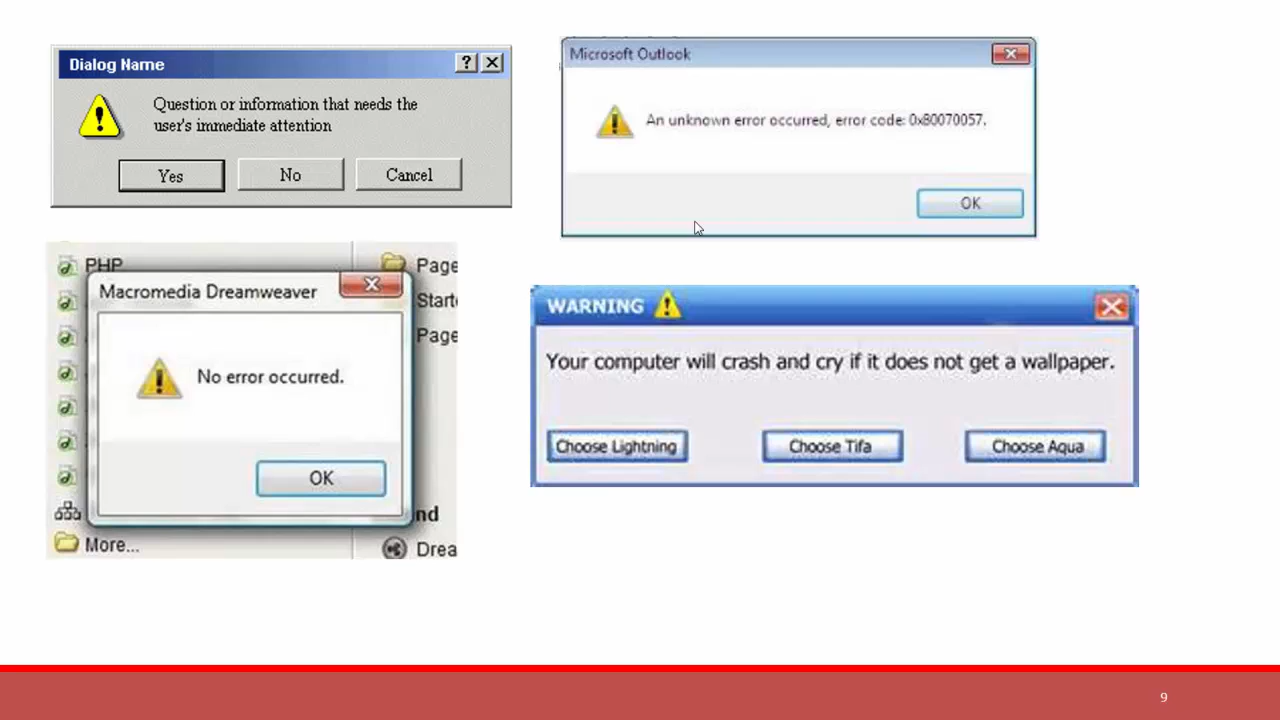 Dialog Name
Question or information that needs the
user's immediate attention
Yes No Cancel
Microsoft Outlook
An unknown error occurred, error code: 0x80070057.
OK
PHP
Page
Macromedia Dreamweaver
Start
Page
No error occurred.
OK
nd
More...
Drea
WARNING
Your computer will crash and cry if it does not get a wallpaper.
Choose Lightning Choose Tifa Choose Aqua
9